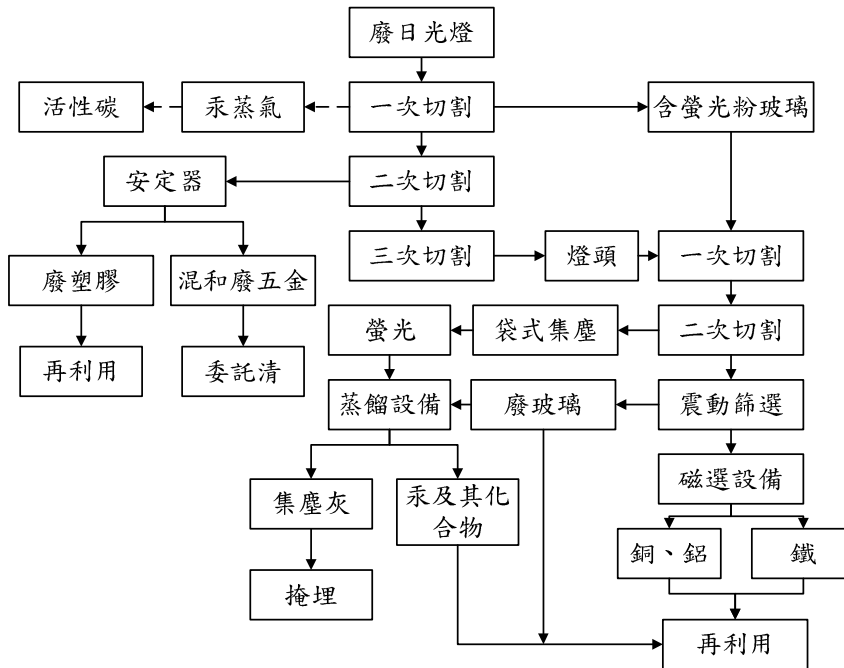 廢日光燈
活性碳
汞蒸氣
一次切割
含螢光粉玻璃
安定器
二次切割
三次切割
燈頭
一次切割
廢塑膠
混和廢五金
螢光
袋式集塵
二次切割
再利用
委託清
蒸餾設備
廢玻璃
震動篩選
磁選設備
集塵灰
汞及其化
合物
銅、鋁
鐵
掩埋
再利用